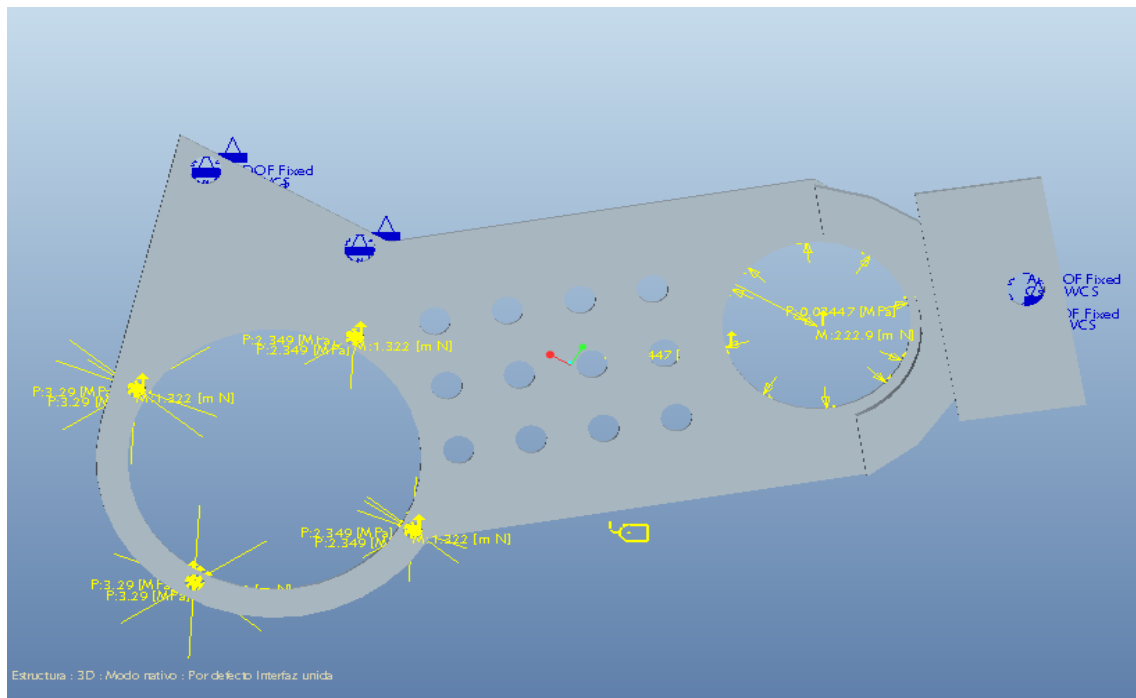 DOF Fixed
P:2.349 [MPa]
P:2.349 [MPa]
M:1.322 [m N]
P:3.29 [MPa]
P:3.29 [M
M:1.322 [m N]
P:0.03447 [MPa]
M:222.9 [m N]
447 [
OF Fixed
WCS
OF Fixed
VCS
P:2.349 [MPa]
P:2.349 [MPa]
M:1.322 [m N]
P:3.29 [MPa]
P:3.29 [MPa]
Estructura : 3D : Modo nativo : Por defecto Interfaz unida